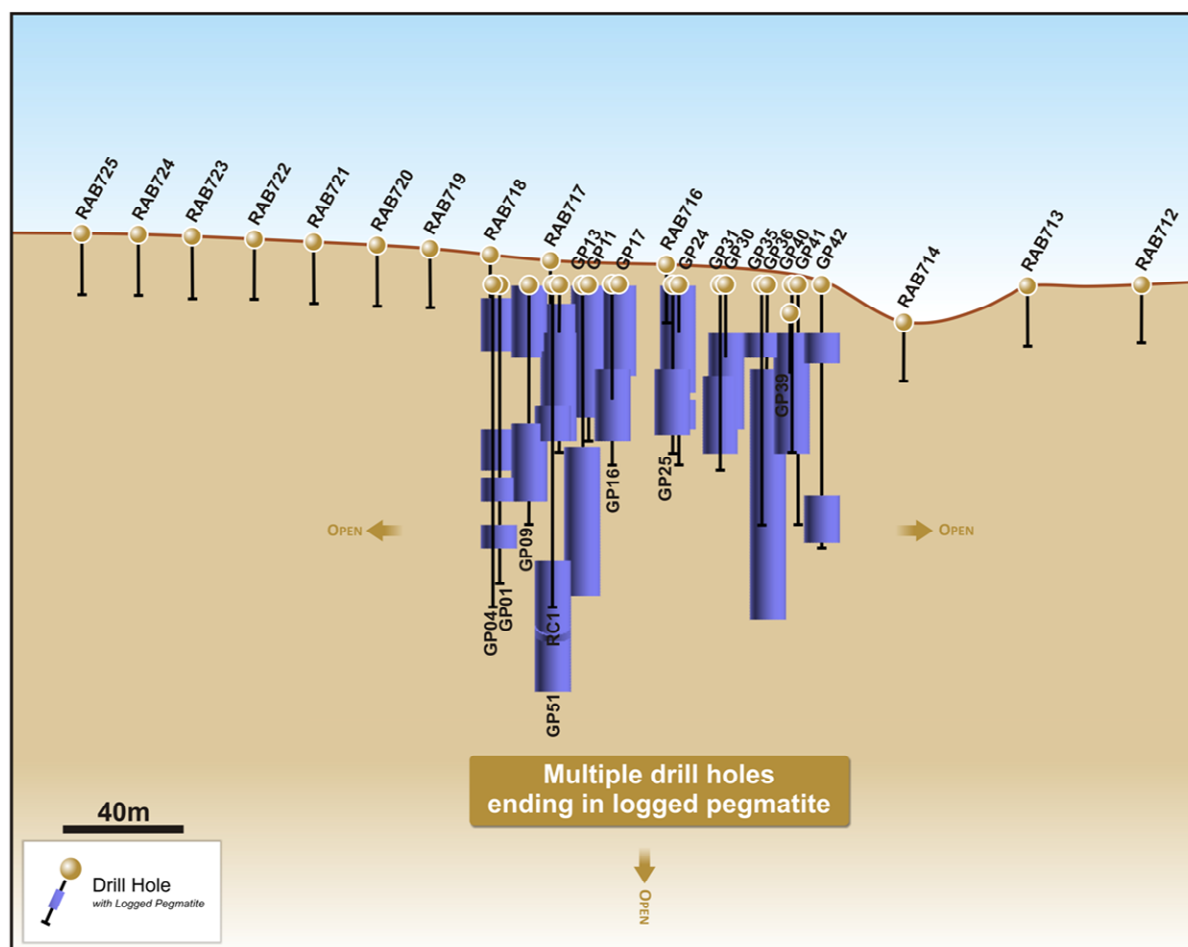 RAB725
RAB724
RAB723
RAB722
RAB721
RAB720
RAB719
RAB718
RAB717
GP13
GP11
GP17
RAB716
GP24
GP31
GP30
GP35
GP36
GP40
GP41
GP42
RAB714
RAB713
RAB712
GP39
GP25
GP16
GP09
GP01
GP04
RC1
GP51
OPEN
OPEN
Multiple drill holes
ending in logged pegmatite
OPEN
40m
Drill Hole
with Logged Pegmatite